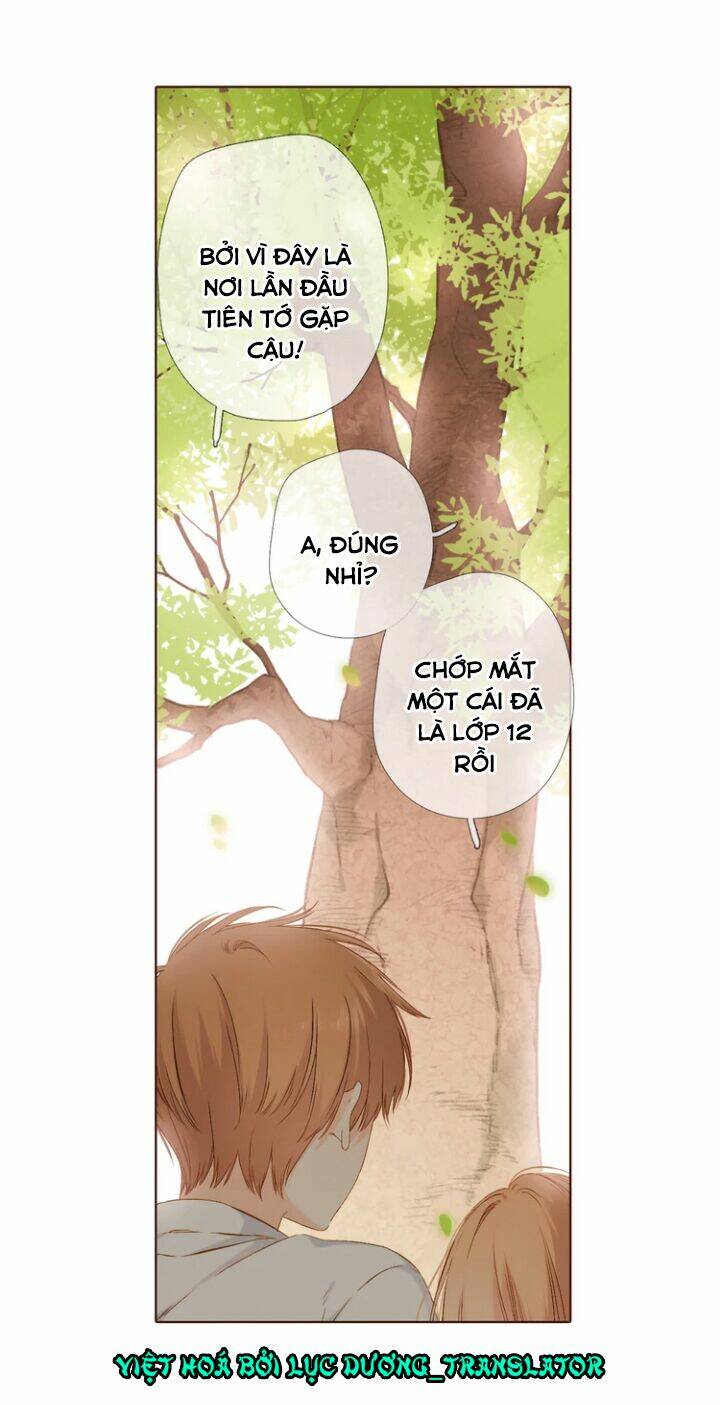 BỞI VÌ ĐÂY LÀ
NƠI LẦN ĐẦU
TIÊN TỚ GẶP
CẬU!
A, ĐÚNG
NHỈ?
CHỚP MẮT
MỘT CÁI ĐÃ
LÀ LỚP 12
RỒI
VIỆT HOÁ BỞI LỤC DƯƠNG_TRANSLATOR